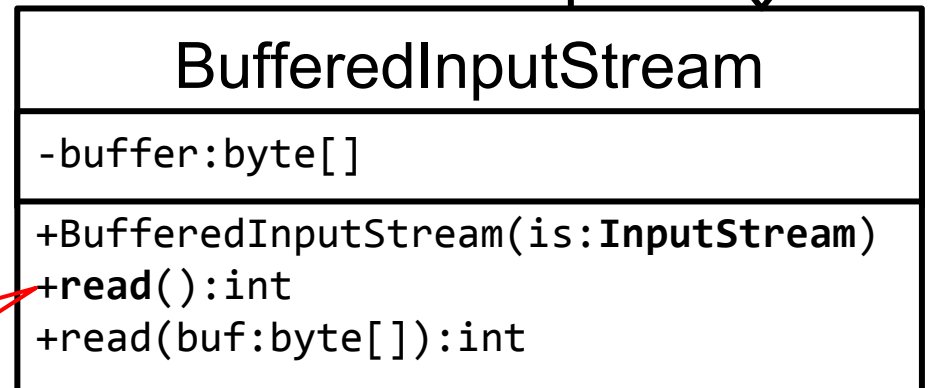 BufferedInputStream
-buffer:byte[]
+BufferedInputStream(is:InputStream)
+read():int
+read(buf:byte[]):int